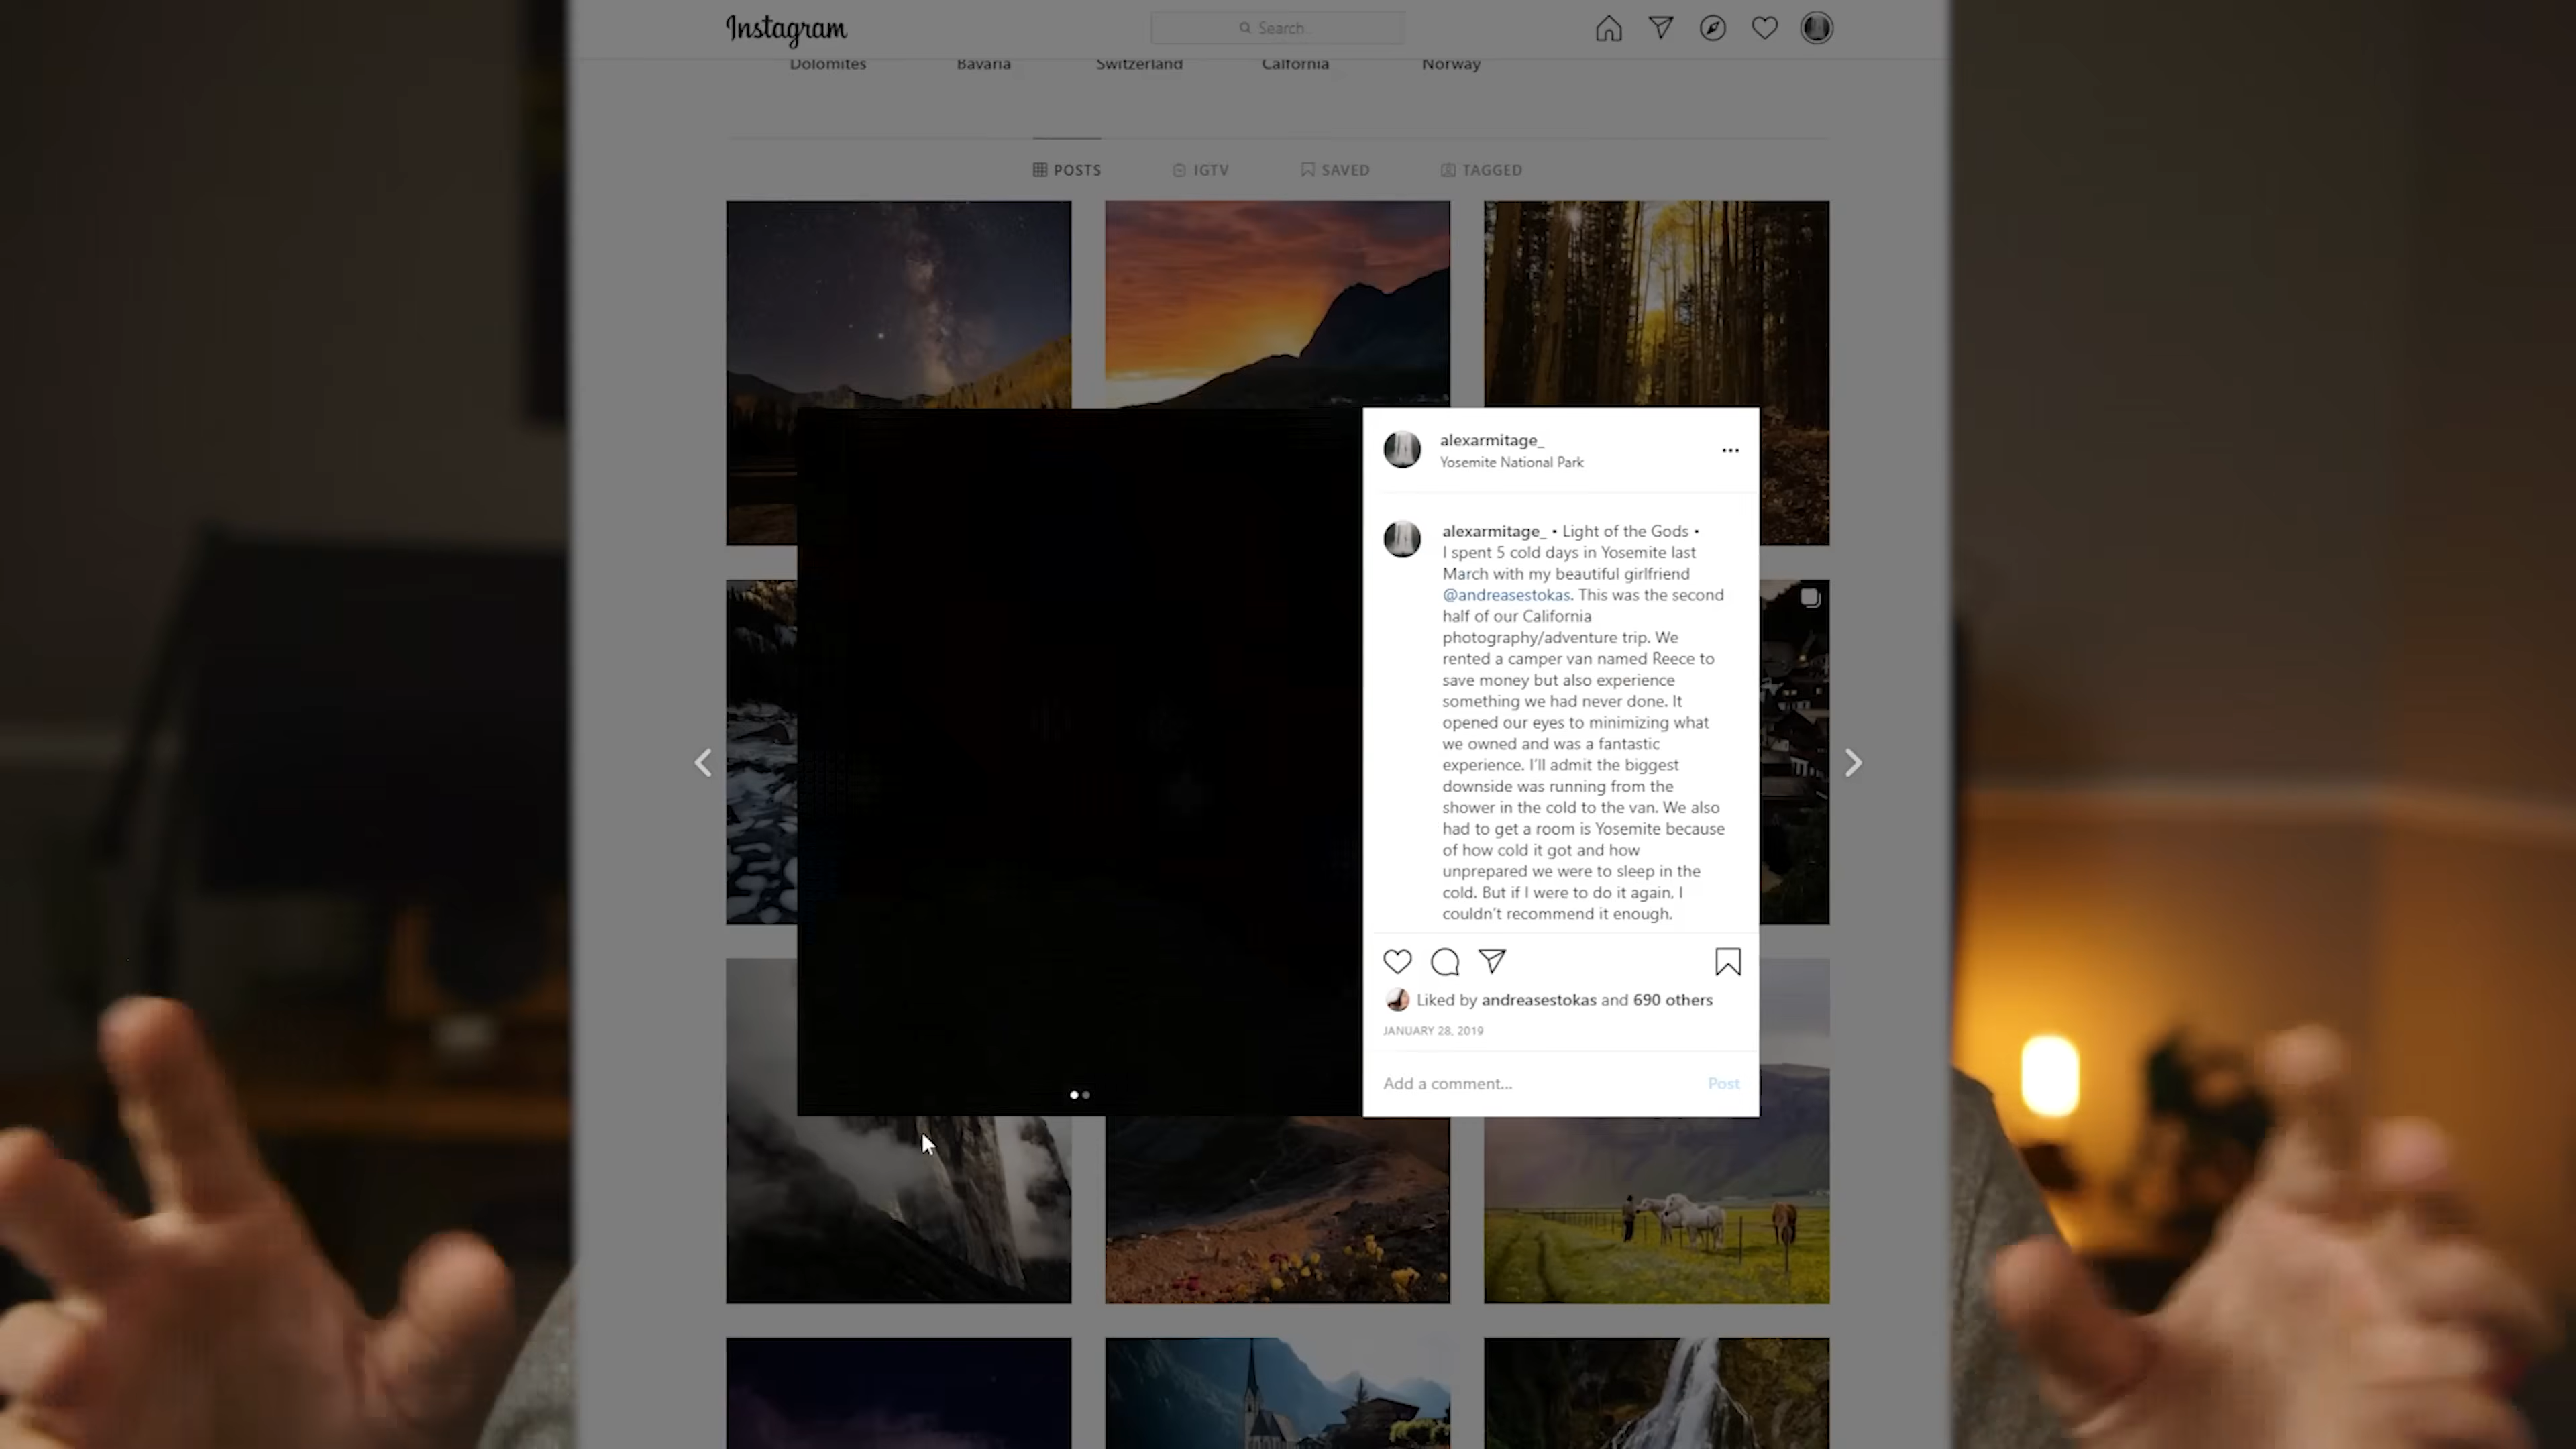 Instagram
Search
Dolomites
Bavaria
Switzerland
Calfornia
Norway
POSTS
IGTV
SAVED
TAGGED
alexarmitage_
Yosemite National Park
alexarmitage_ • Light of the Gods •
I spent 5 cold days in Yosemite last
March with my beautiful girlfriend
@andreasestokas. This was the second
half of our California
photography/adventure trip. We
rented a camper van named Reece to
save money but also experience
something we had never done. It
opened our eyes to minimizing what
we owned and was a fantastic
experience. I'll admit the biggest
downside was running from the
shower in the cold to the van. We also
had to get a room is Yosemite because
of how cold it got and how
unprepared we were to sleep in the
cold. But if I were to do it again, I
couldn't recommend it enough.
Liked by andreasestokas and 690 others
JANUARY 28, 2019
Add a comment...
Post